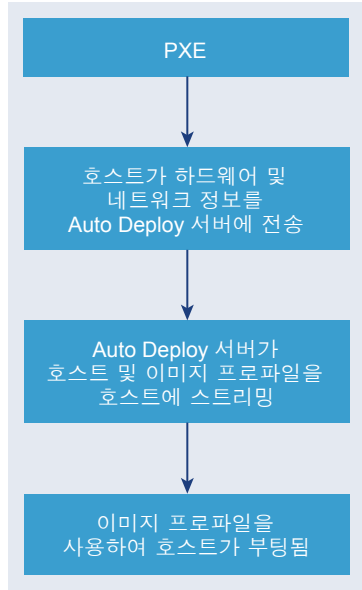 PXE
호스트가 하드웨어 및
네트워크 정보를
Auto Deploy 서버에 전송
Auto Deploy 서버가
호스트 및 이미지 프로파일을
호스트에 스트리밍
이미지 프로파일을
사용하여 호스트가 부팅됨